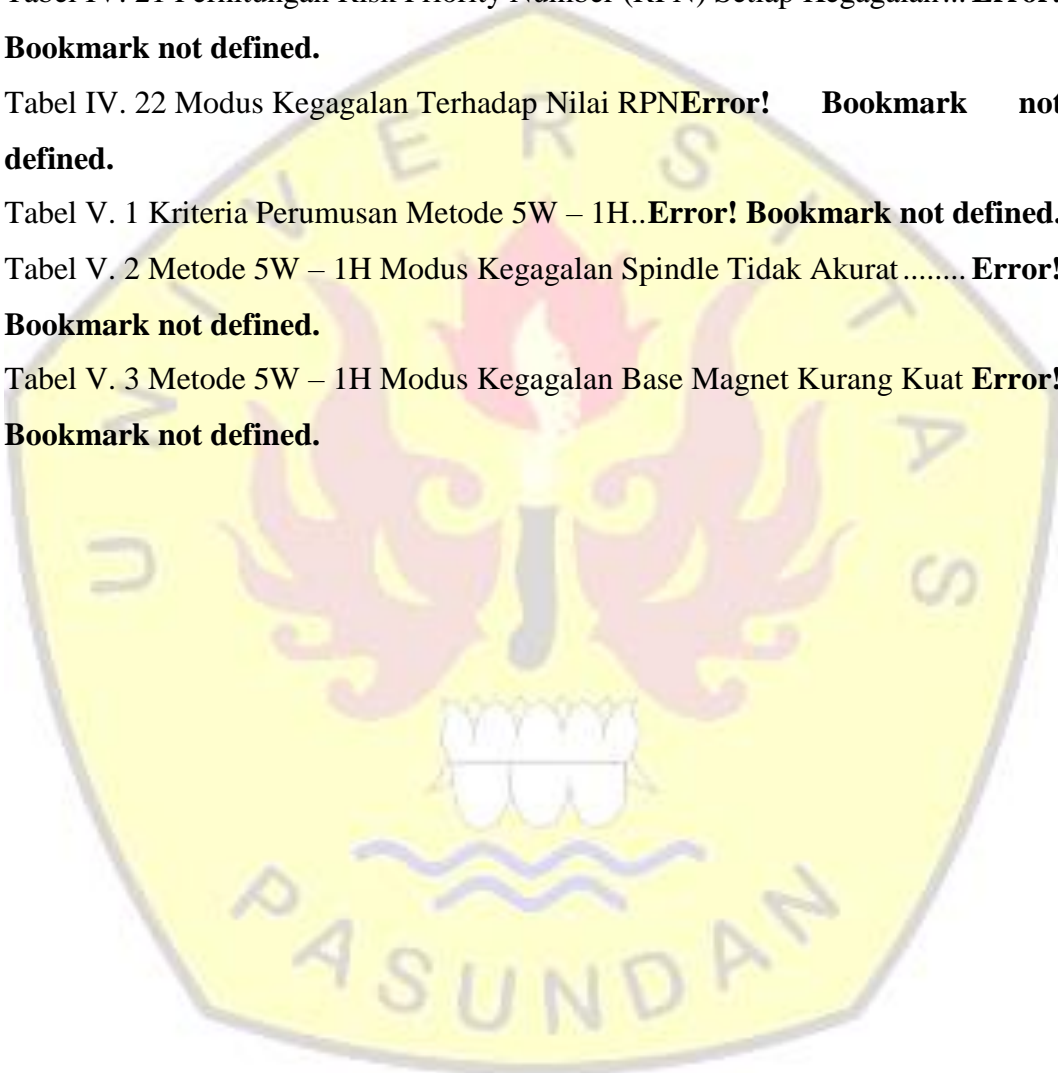 Tabel IV. 21 Perhitungan Risk Priority Number (RPN) Setiap Kegagalan... Error!
Bookmark not defined.
Tabel IV. 22 Modus Kegagalan Terhadap Nilai RPNError! Bookmark not
defined.
Tabel V. 1 Kriteria Perumusan Metode 5W – 1H..Error! Bookmark not defined.
Tabel V. 2 Metode 5W – 1H Modus Kegagalan Spindle Tidak Akurat ........ Error!
Bookmark not defined.
Tabel V. 3 Metode 5W – 1H Modus Kegagalan Base Magnet Kurang Kuat Error!
Bookmark not defined.
UNIVERSITAS
PASUNDAN